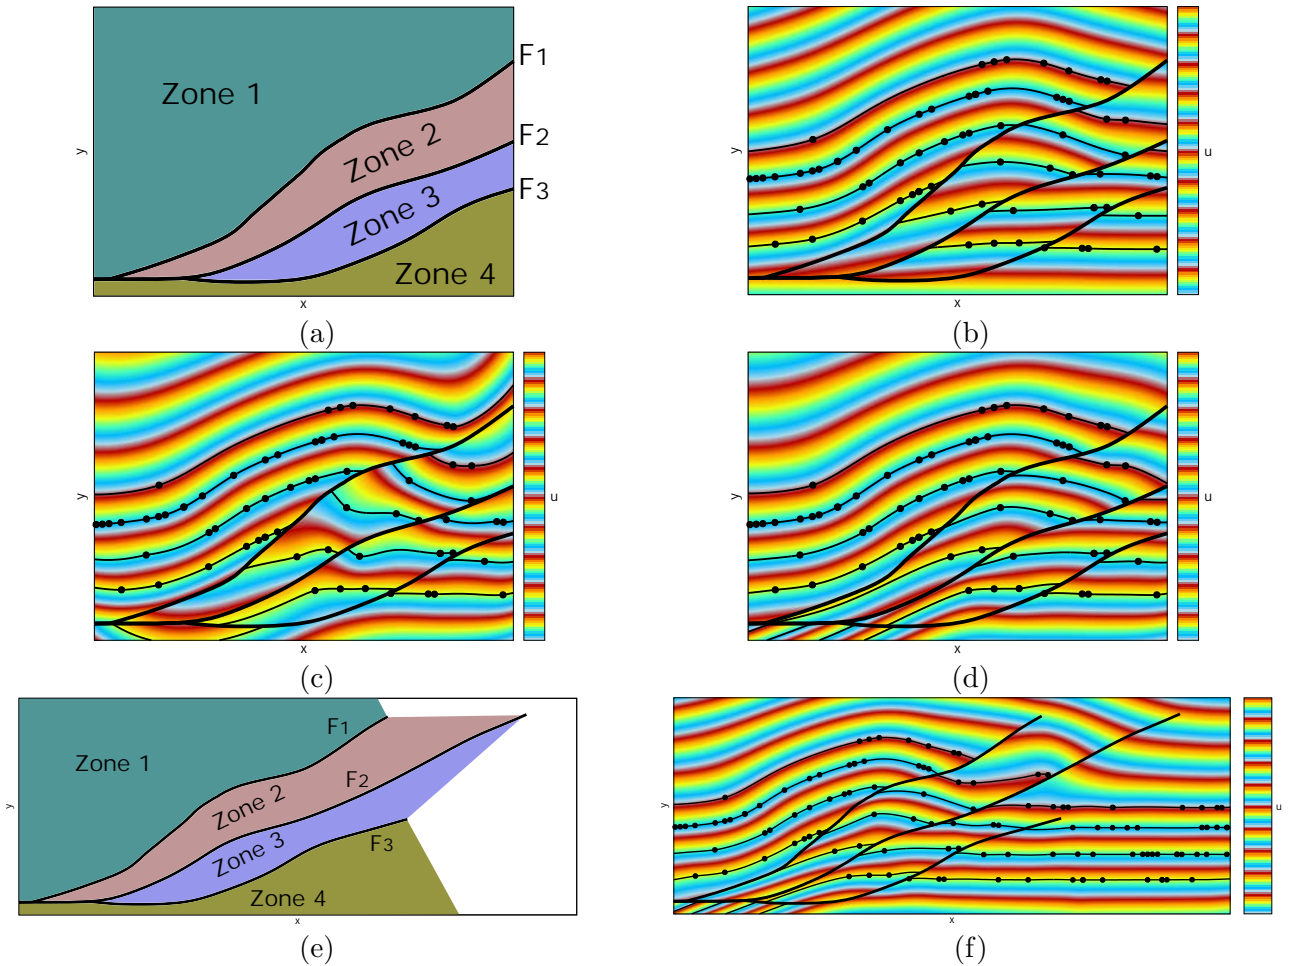 Zone 1
F1
Zone 2
F2
Zone 3
F3
Zone 4
y
x
(a)
y
x
u
(b)
y
x
u
(c)
y
x
u
(d)
Zone 1
F1
Zone 2
F2
Zone 3
F3
Zone 4
y
x
(e)
y
x
u
(f)